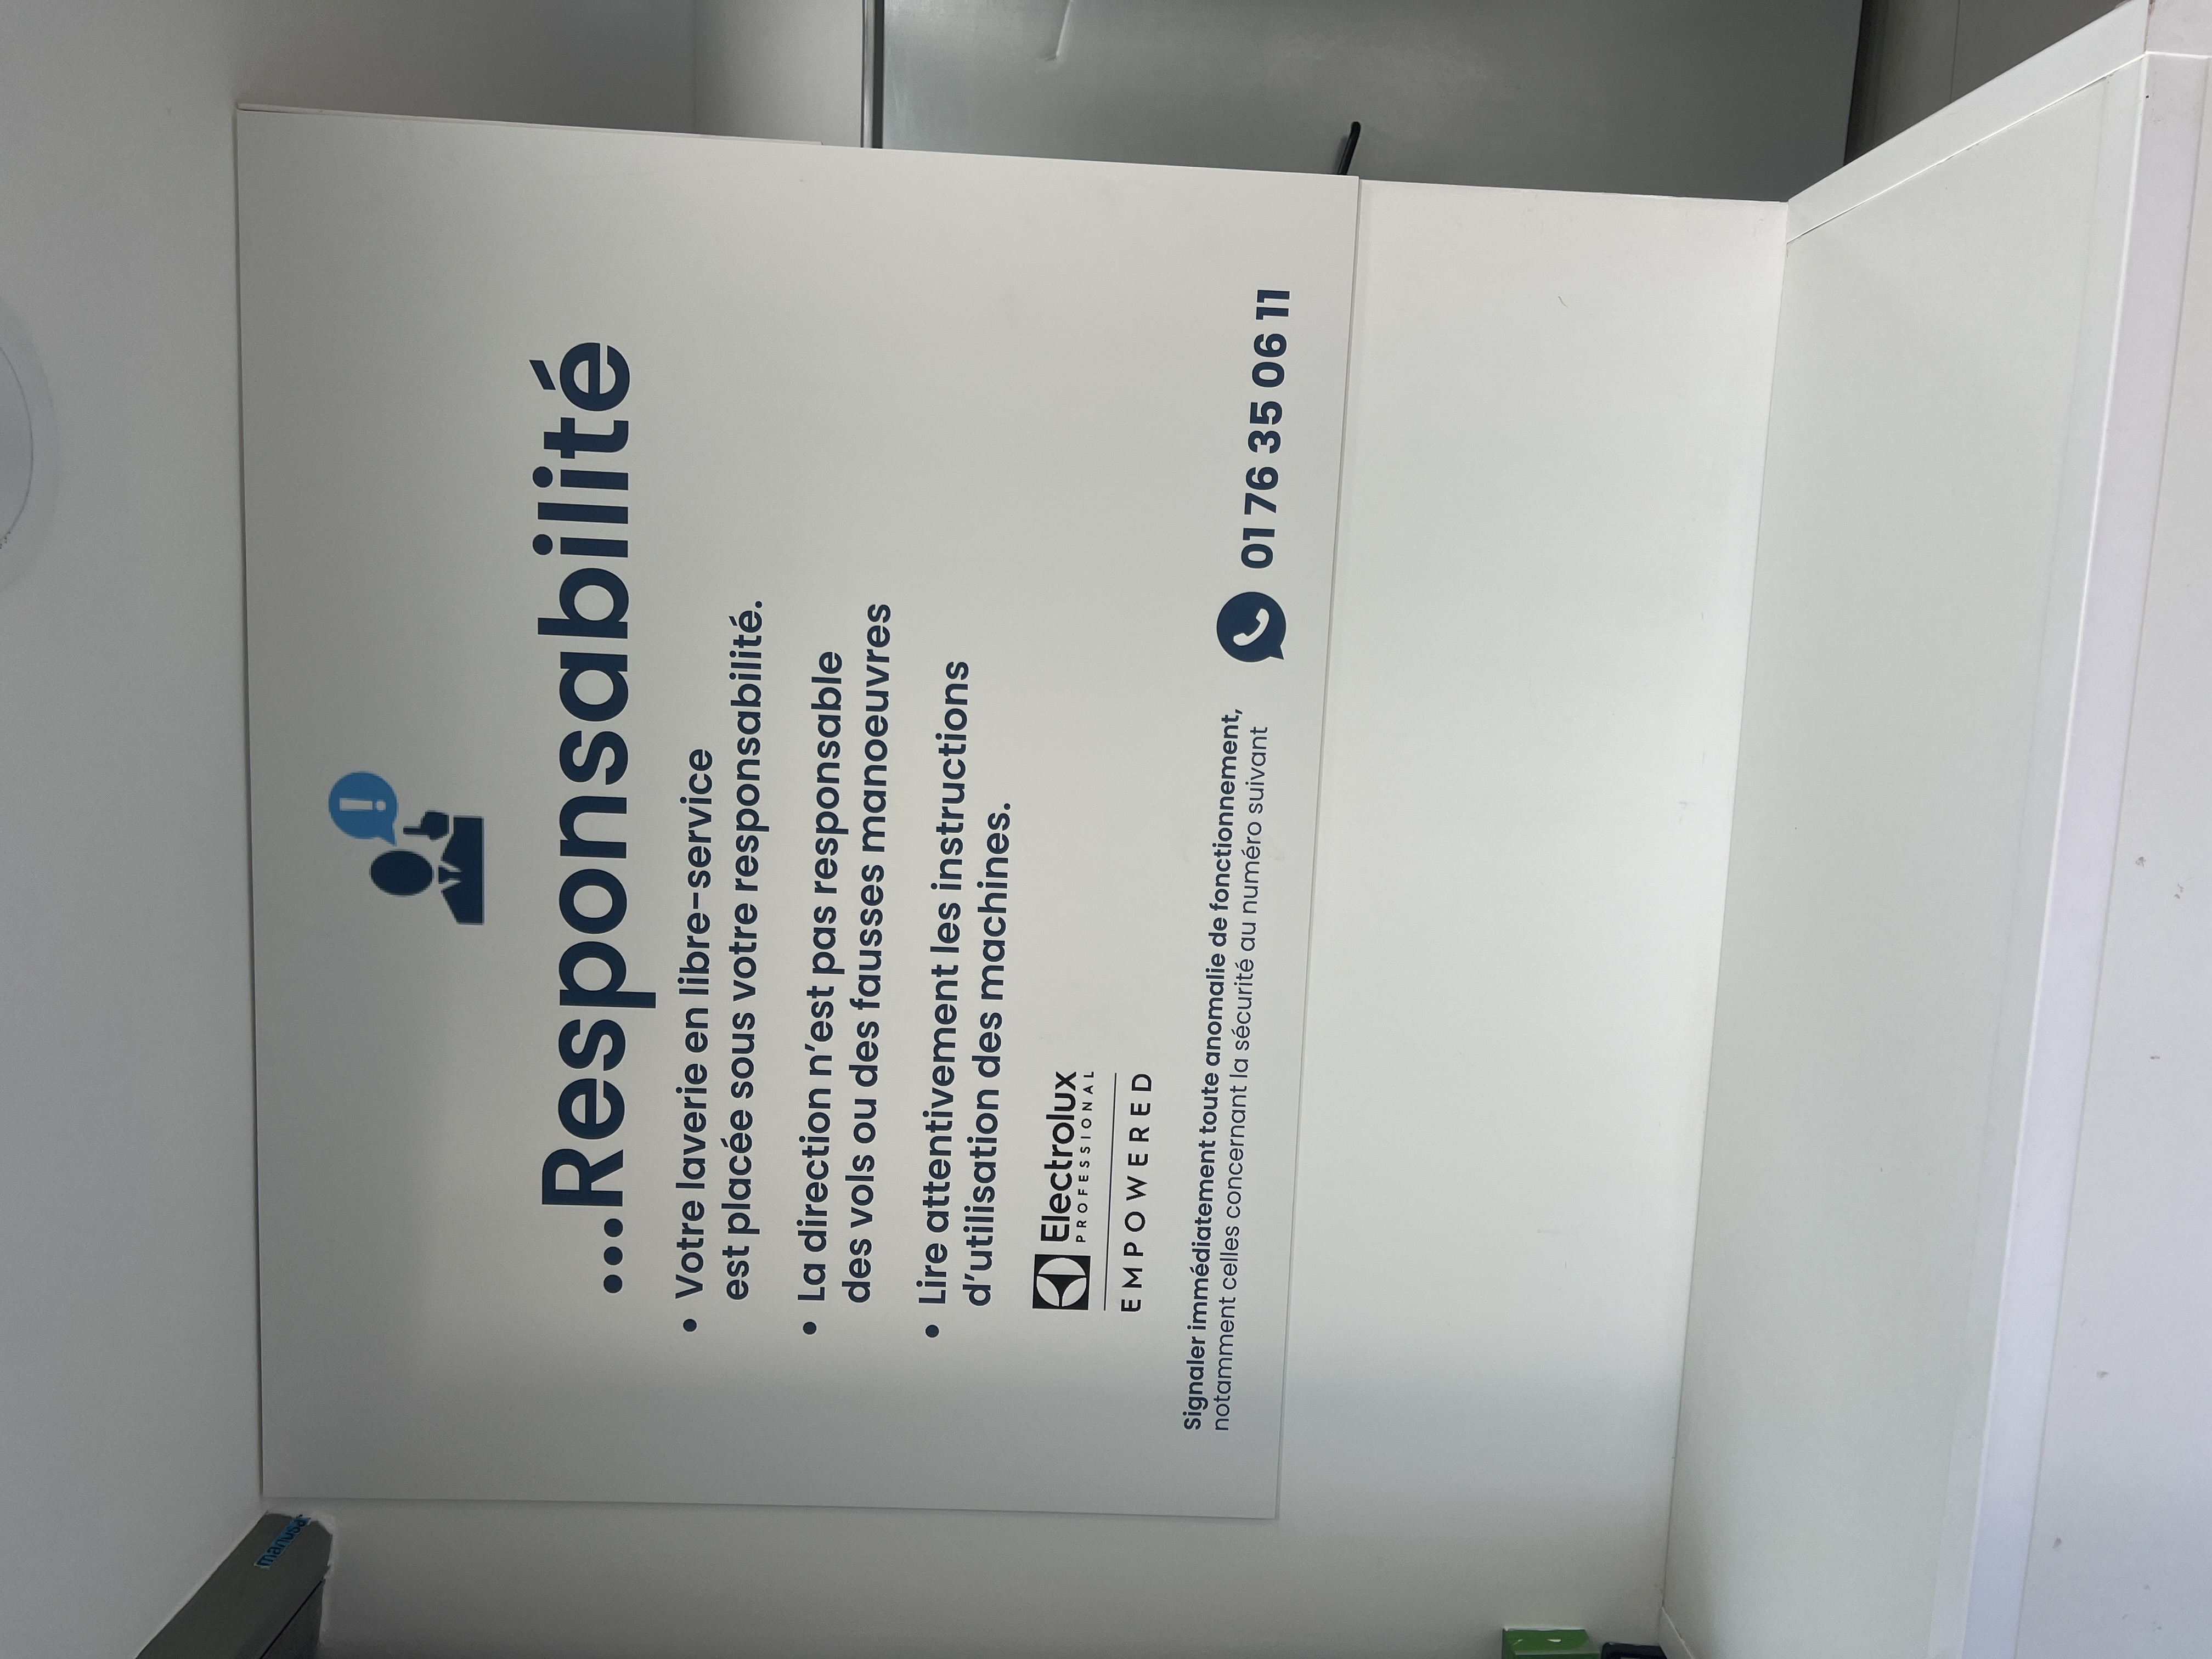 manusa
!
...Responsabilité
• Votre laverie en libre-service
est placée sous votre responsabilité.
• La direction n'est pas responsable
des vols ou des fausses manoeuvres
• Lire attentivement les instructions
d'utilisation des machines.
Electrolux
PROFESSIONAL
EMPOWERED
Signaler immédiatement toute anomalie de fonctionnement,
notamment celles concernant la sécurité au numéro suivant
01 76 35 06 11